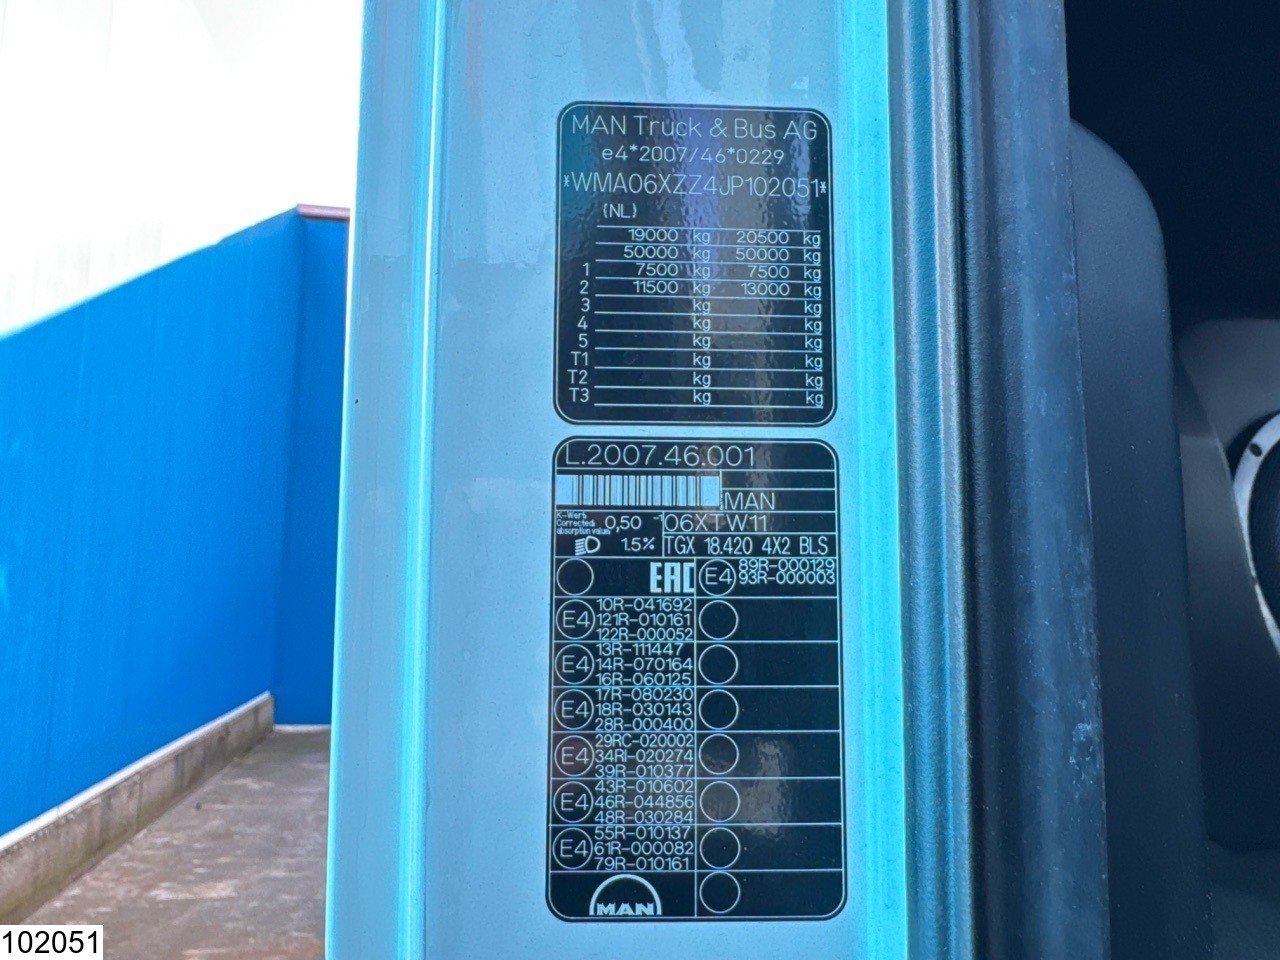 MAN Truck & Bus AG
e4*2007/46*0229
*WMA06XZZ4JP102051*
(NL)
19000 kg 20500 kg
50000 kg 50000 kg
1 7500 kg 7500 kg
2 11500 kg 13000 kg
3 kg kg
4 kg kg
5 kg kg
T1 kg kg
T2 kg kg
T3 kg kg
L.2007.46.001
MAN
K-Wert:
Corrected:
absorption value:
0,50
06XTW11
1.5% TGX 18.420 4X2 BLS
EAC E4 89R-000129
93R-000003
E4 10R-041692
121R-010161
122R-000052
E4 13R-111447
14R-070164
16R-060125
E4 17R-080230
18R-030143
28R-000400
E4 29RC-020002
34RI-020274
39R-010377
E4 43R-010602
46R-044856
48R-030284
E4 55R-010137
61R-000082
79R-010161
MAN
102051